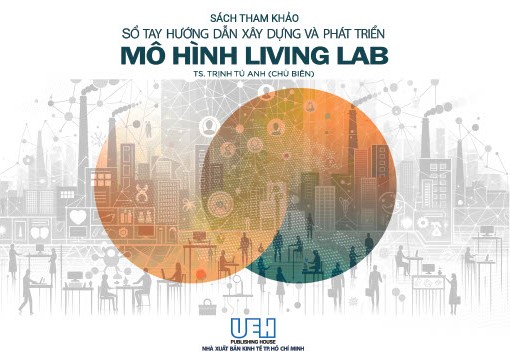 SÁCH THAM KHẢO
SỔ TAY HƯỚNG DẪN XÂY DỰNG VÀ PHÁT TRIỂN
MÔ HÌNH LIVING LAB
TS. TRỊNH TÚ ANH (CHỦ BIÊN)
UEH
PUBLISHING HOUSE
NHÀ XUẤT BẢN KINH TẾ TP. HỒ CHÍ MINH